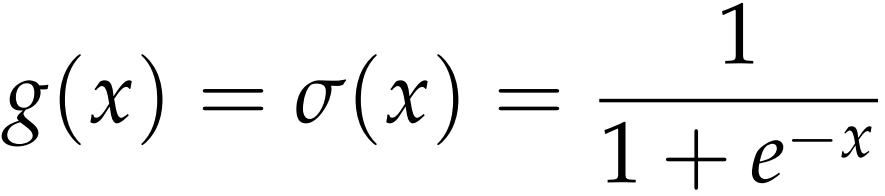 g(x) = σ(x) = 1 / (1 + e^{-x})